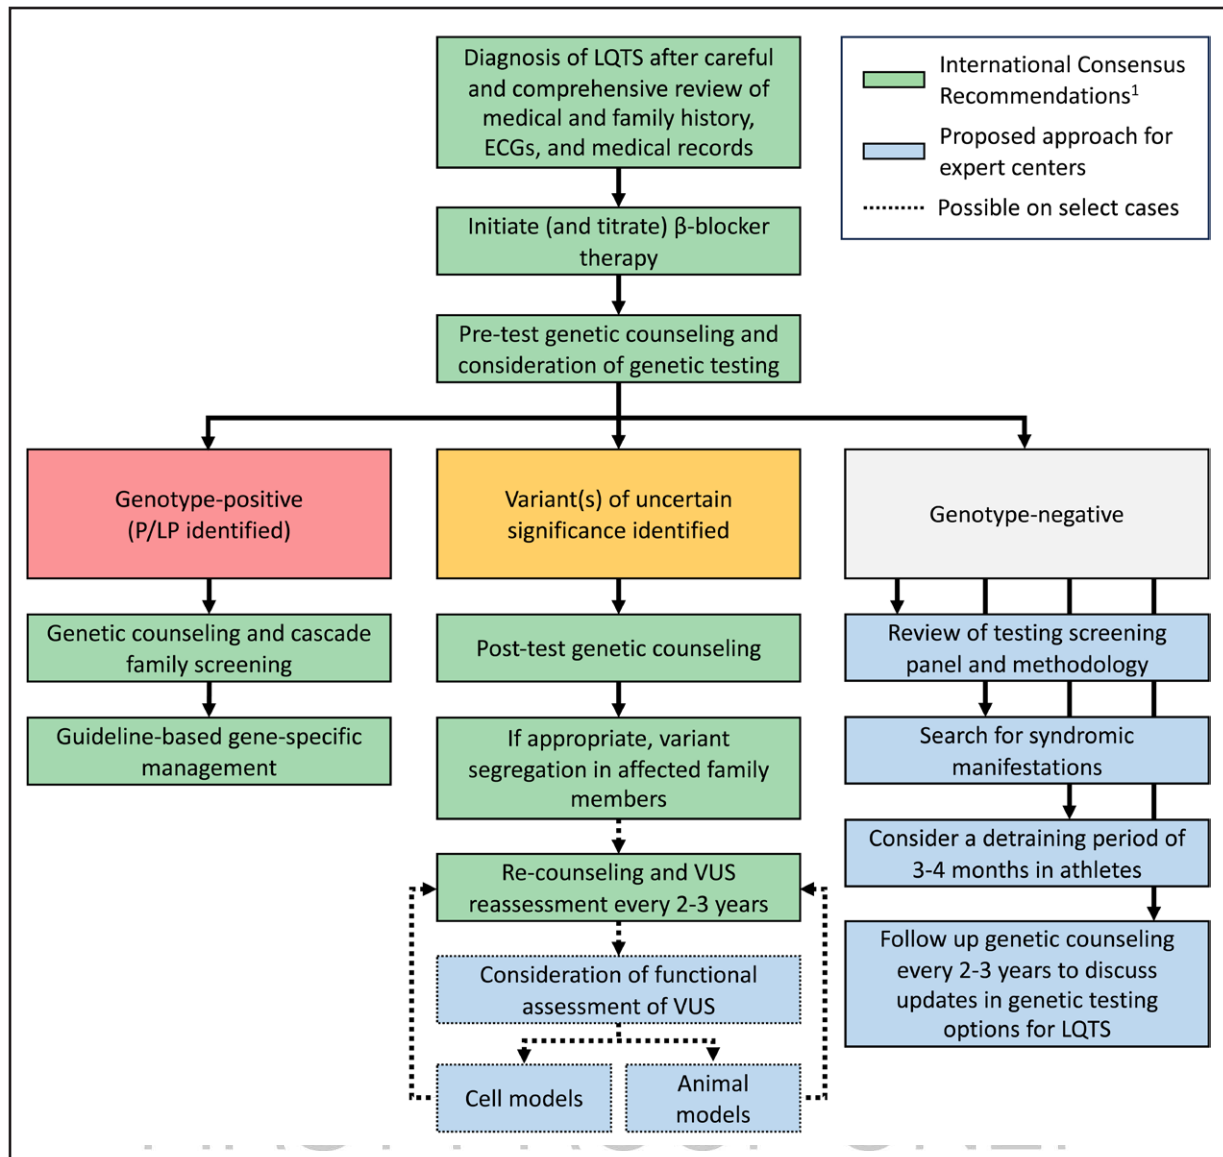 Diagnosis of LQTS after careful
and comprehensive review of
medical and family history,
ECGs, and medical records
International Consensus
Recommendations¹
Proposed approach for
expert centers
Possible on select cases
Initiate (and titrate) β-blocker
therapy
Pre-test genetic counseling and
consideration of genetic testing
Genotype-positive
(P/LP identified)
Variant(s) of uncertain
significance identified
Genotype-negative
Genetic counseling and cascade
family screening
Guideline-based gene-specific
management
Post-test genetic counseling
If appropriate, variant
segregation in affected family
members
Re-counseling and VUS
reassessment every 2-3 years
Consideration of functional
assessment of VUS
Cell models
Animal
models
Review of testing screening
panel and methodology
Search for syndromic
manifestations
Consider a detraining period of
3-4 months in athletes
Follow up genetic counseling
every 2-3 years to discuss
updates in genetic testing
options for LQTS